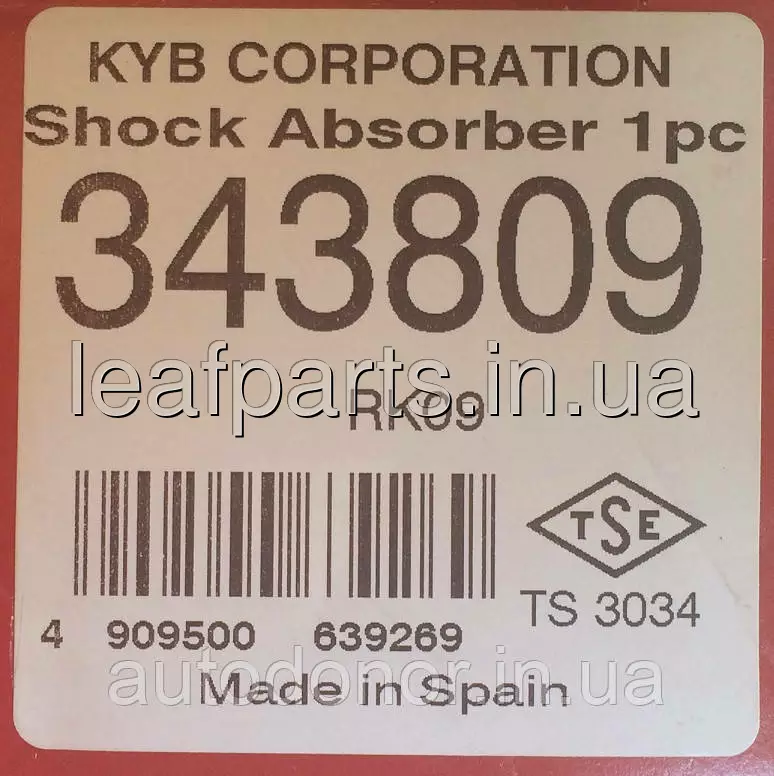 KYB CORPORATION
Shock Absorber 1pc
343809
leafparts.in.ua
RK09
TSE
TS 3034
4 909500 639269
autodonor.in.ua
Made in Spain